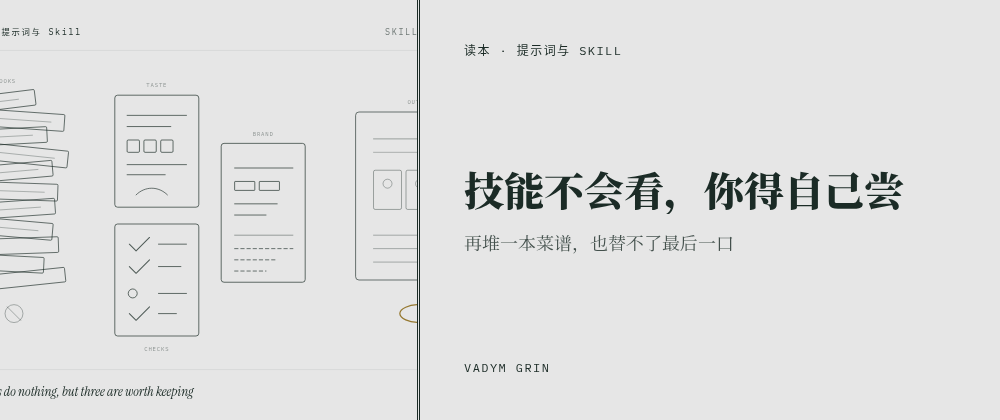 提示词与 Skill
SKILL
OOKS
TASTE
BRAND
CHECKS
s do nothing, but three are worth keeping
读本 · 提示词与 SKILL
技能不会看，你得自己尝
再堆一本菜谱，也替不了最后一口
VADYM GRIN